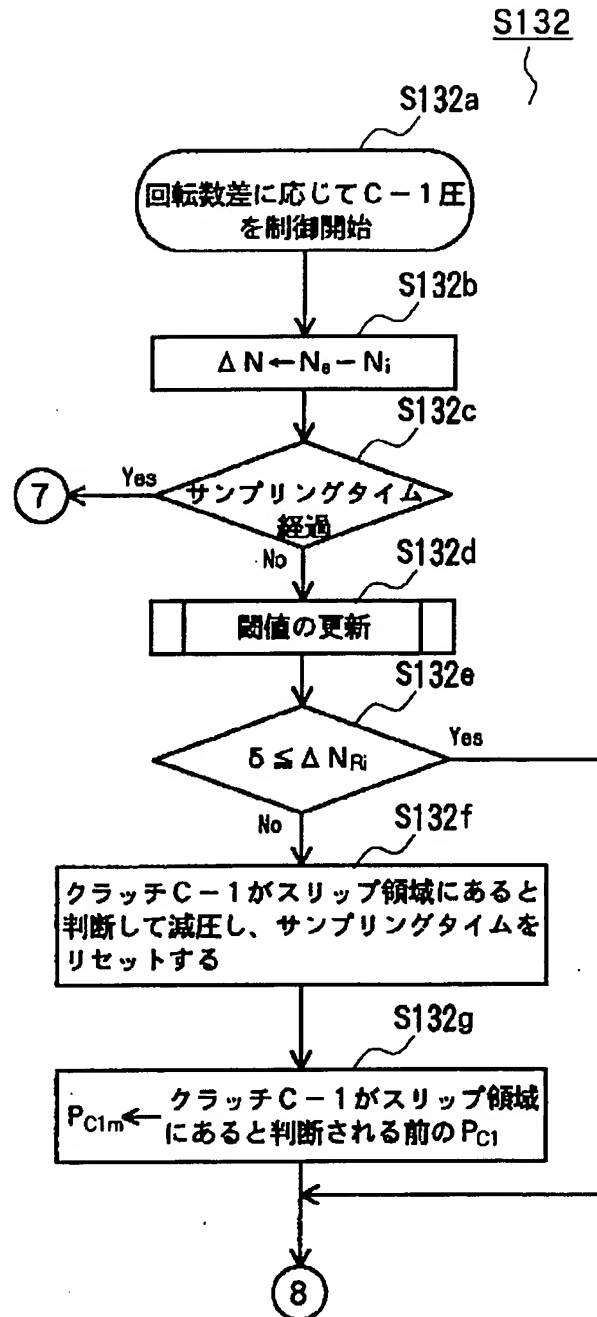 S132
S132a
回転数差に応じてC-1圧
を制御開始
S132b
ΔN←Ne-Ni
S132c
7
Yes
サンプリングタイム
経過
No
S132d
閾値の更新
S132e
δ≦ΔNRi
Yes
No
S132f
クラッチC-1がスリップ領域にあると
判断して減圧し、サンプリングタイムを
リセットする
S132g
PC1m← クラッチC-1がスリップ領域
にあると判断される前のPC1
8